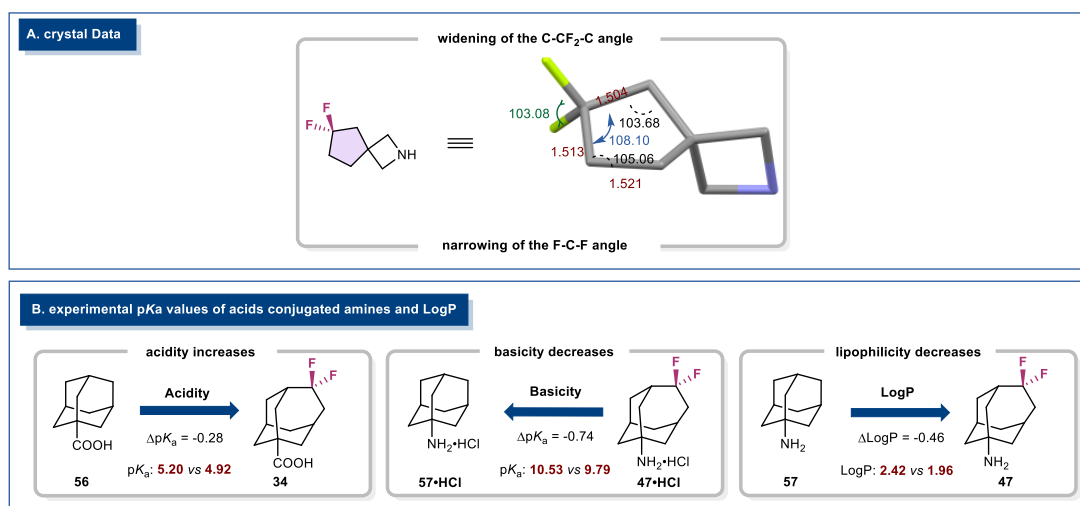 A. crystal Data
widening of the C-CF₂-C angle
F
F
NH
103.08
1.504
103.68
108.10
1.513
105.06
1.521
narrowing of the F-C-F angle
B. experimental pKa values of acids conjugated amines and LogP
acidity increases
COOH
56
Acidity
ΔpKₐ = -0.28
pKₐ: 5.20 vs 4.92
F
F
COOH
34
basicity decreases
NH₂•HCl
57•HCl
Basicity
ΔpKₐ = -0.74
pKₐ: 10.53 vs 9.79
F
F
NH₂•HCl
47•HCl
lipophilicity decreases
NH₂
57
LogP
ΔLogP = -0.46
LogP: 2.42 vs 1.96
F
F
NH₂
47